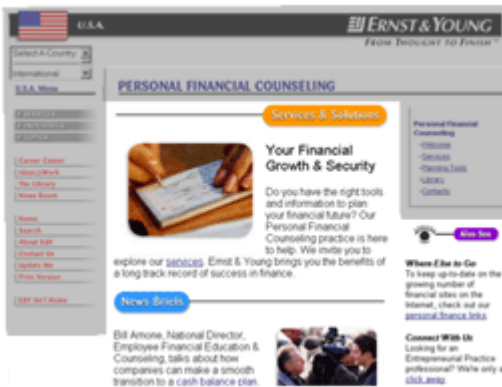 U.S.A.
ERNST & YOUNG
FROM THOUGHT TO FINISH
Select A Country
International
U.S.A. Menu
PERSONAL FINANCIAL COUNSELING
Services & Solutions
Your Financial
Growth & Security
Do you have the right tools
and information to plan
your financial future? Our
Personal Financial
Counseling practice is here
to help. We invite you to
explore our services. Ernst & Young brings you the benefits of
a long track record of success in finance.
News Briefs
Bill Arnone, National Director,
Employee Financial Education &
Counseling, talks about how
companies can make a smooth
transition to a cash balance plan.
Career Center
Ideas@Work
The Library
News Room
Home
Search
About E&Y
Contact Us
Update Me
Print Version
E&Y Int'l Home
Personal Financial
Counseling
-Welcome
-Services
-Planning Tools
-Library
-Contacts
Also See
Where Else to Go
To keep up-to-date on the
growing number of
financial sites on the
Internet, check out our
personal finance links.
Connect With Us
Looking for an
Entrepreneurial Practice
professional? We're only
click away